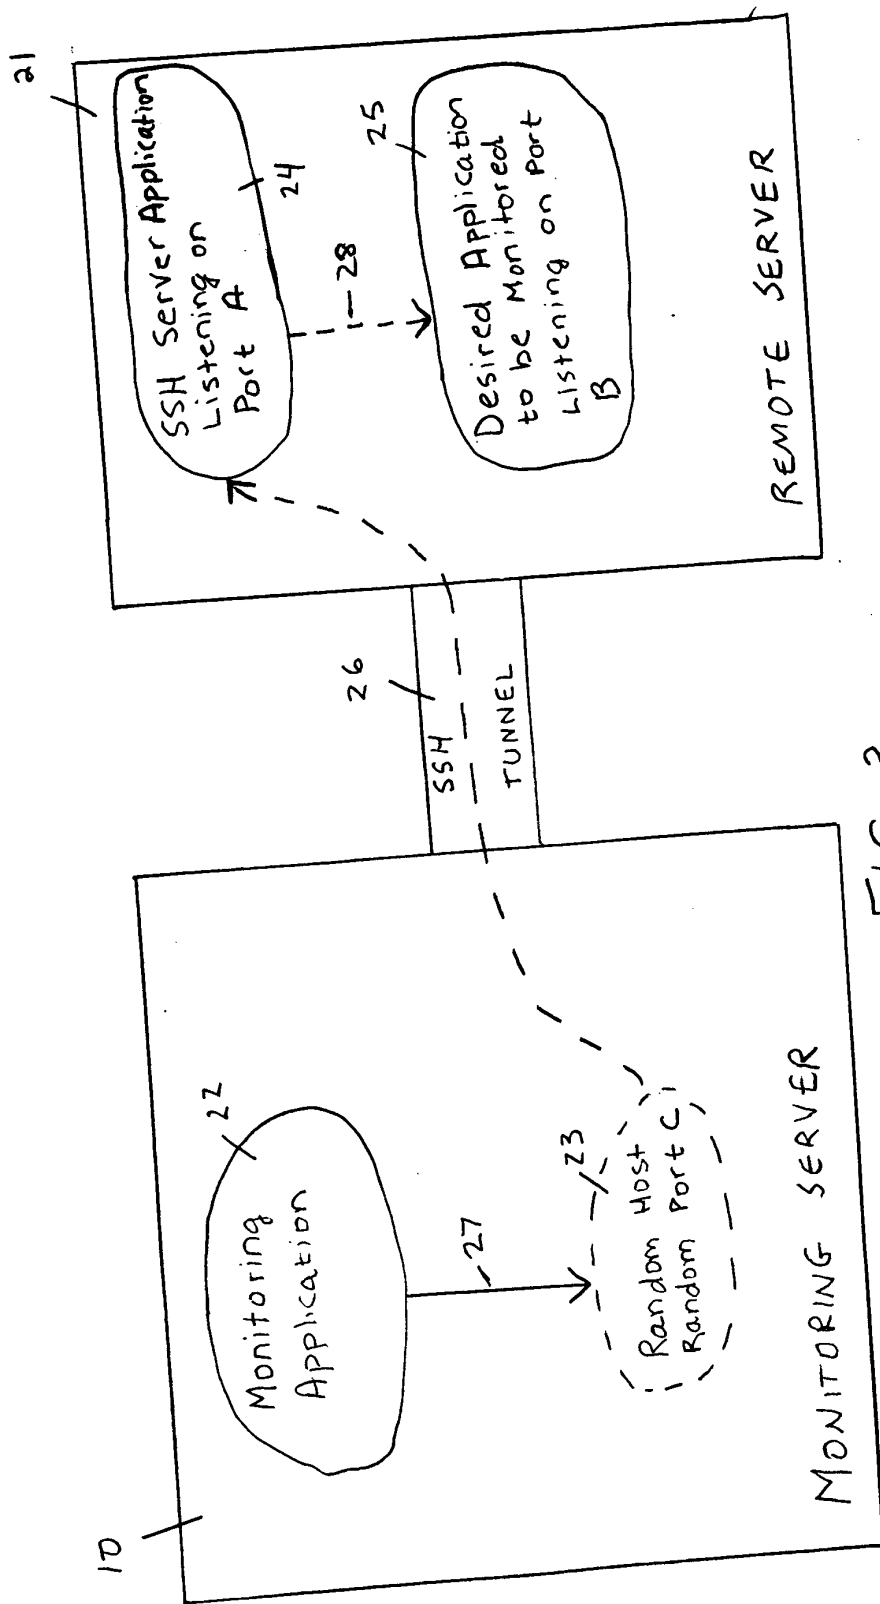 10
22
Monitoring
Application
27
23
Random Host
Random Port C
MONITORING SERVER
26
SSH
TUNNEL
21
SSH Server Application
Listening on
Port A
24
28
25
Desired Application
to be Monitored
Listening on Port
B
REMOTE SERVER